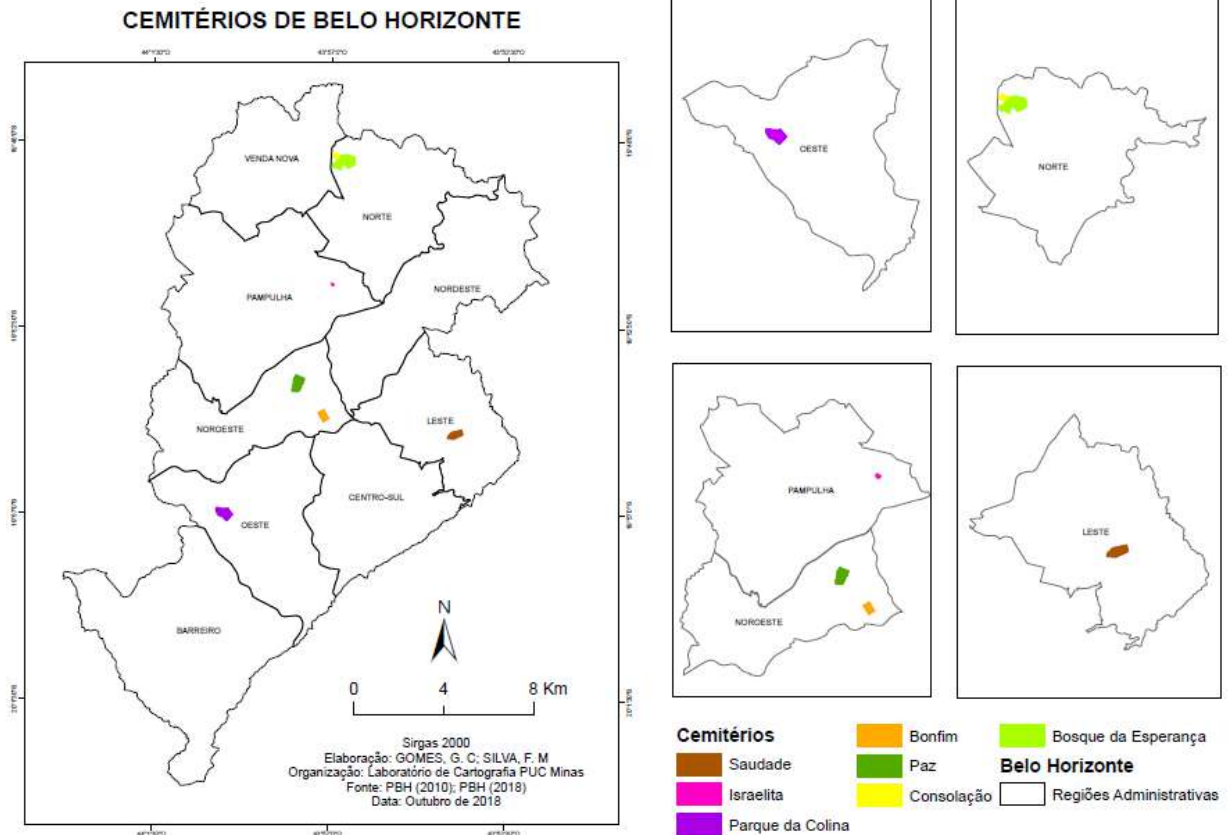 CEMITÉRIOS DE BELO HORIZONTE
VENDA NOVA
NORTE
PAMPULHA
NORDESTE
NOROESTE
LESTE
CENTRO-SUL
OESTE
BARREIRO
N
0 4 8 Km
Sirgas 2000
Elaboração: GOMES, G. C; SILVA, F. M
Organização: Laboratório de Cartografia PUC Minas
Fonte: PBH (2010); PBH (2018)
Data: Outubro de 2018
OESTE
NORTE
PAMPULHA
NOROESTE
LESTE
Cemitérios
Saudade
Israelita
Parque da Colina
Bonfim
Paz
Consolação
Bosque da Esperança
Belo Horizonte
Regiões Administrativas